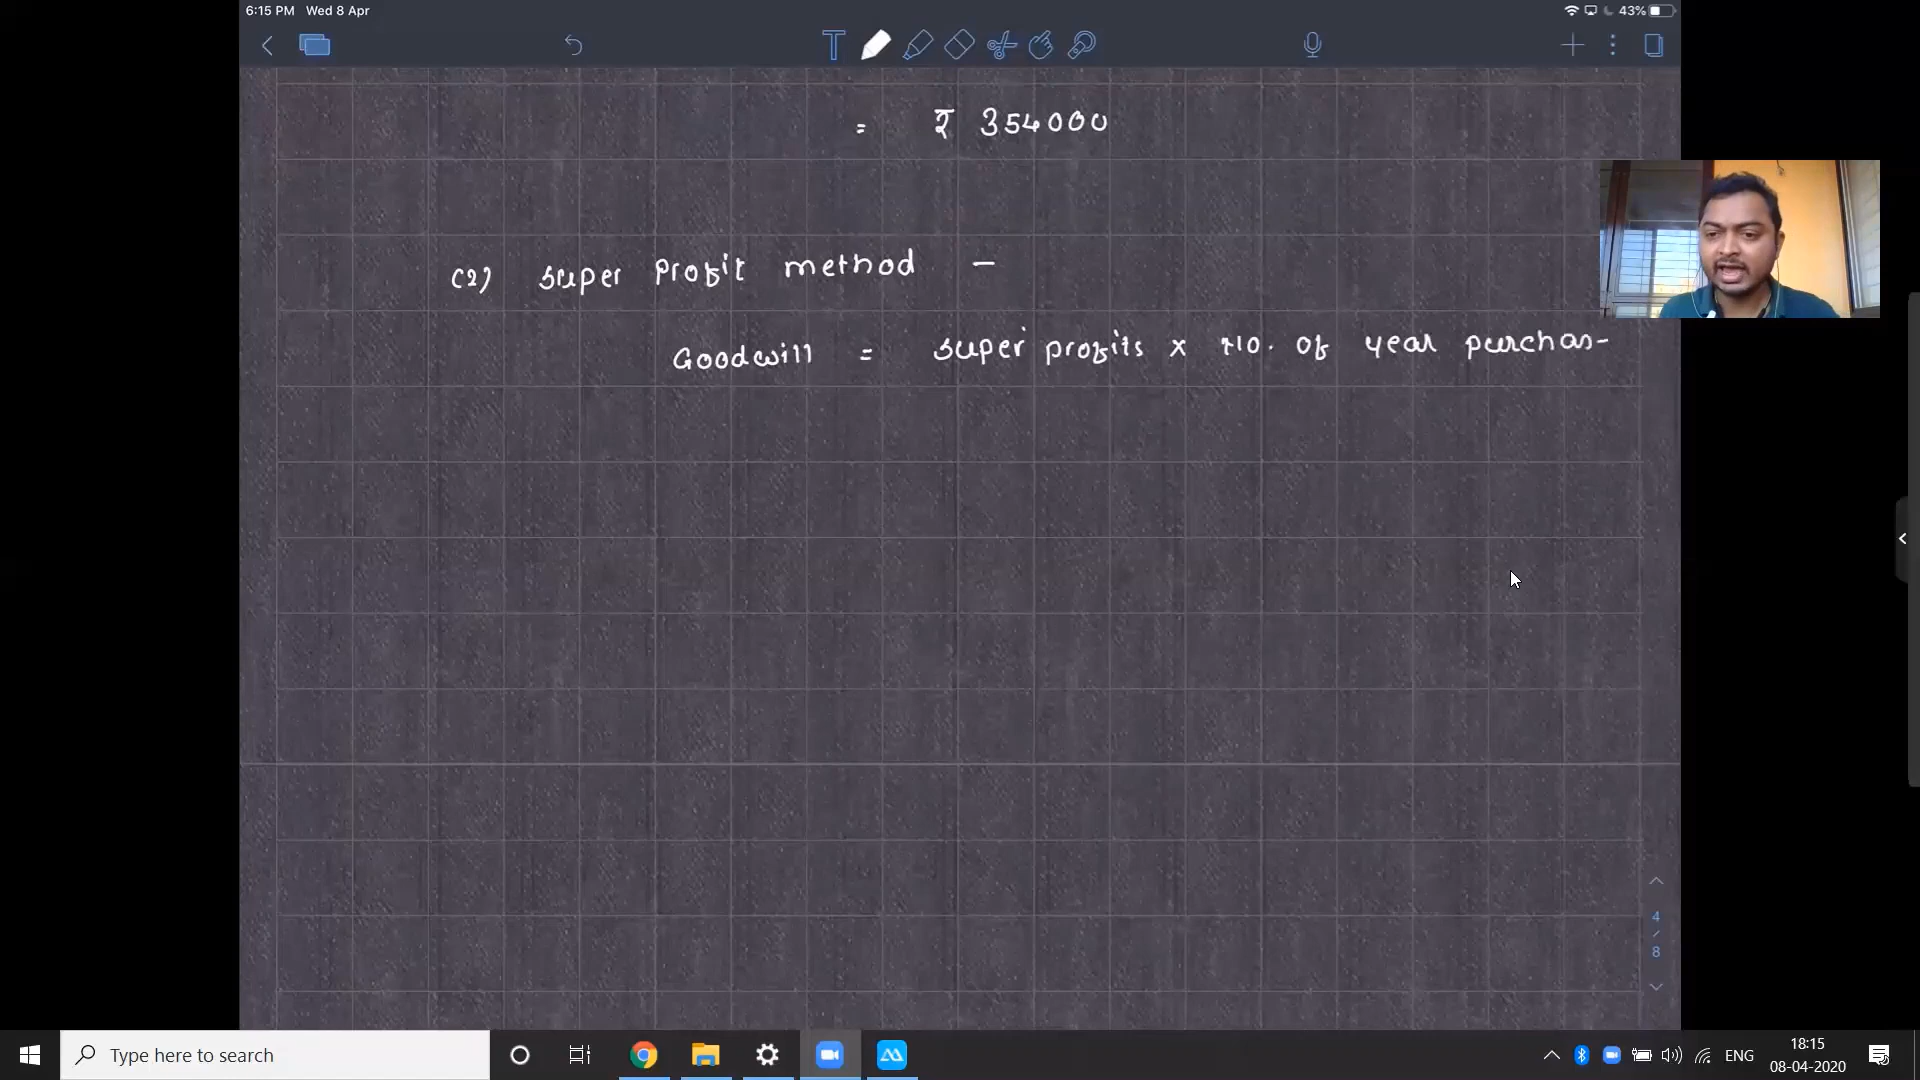 6:15 PM Wed 8 Apr
43%
= ₹ 354000
(2) super profit method -
Goodwill = super profits x no. of year purchas-
4
/
8
Type here to search
ENG
18:15
08-04-2020